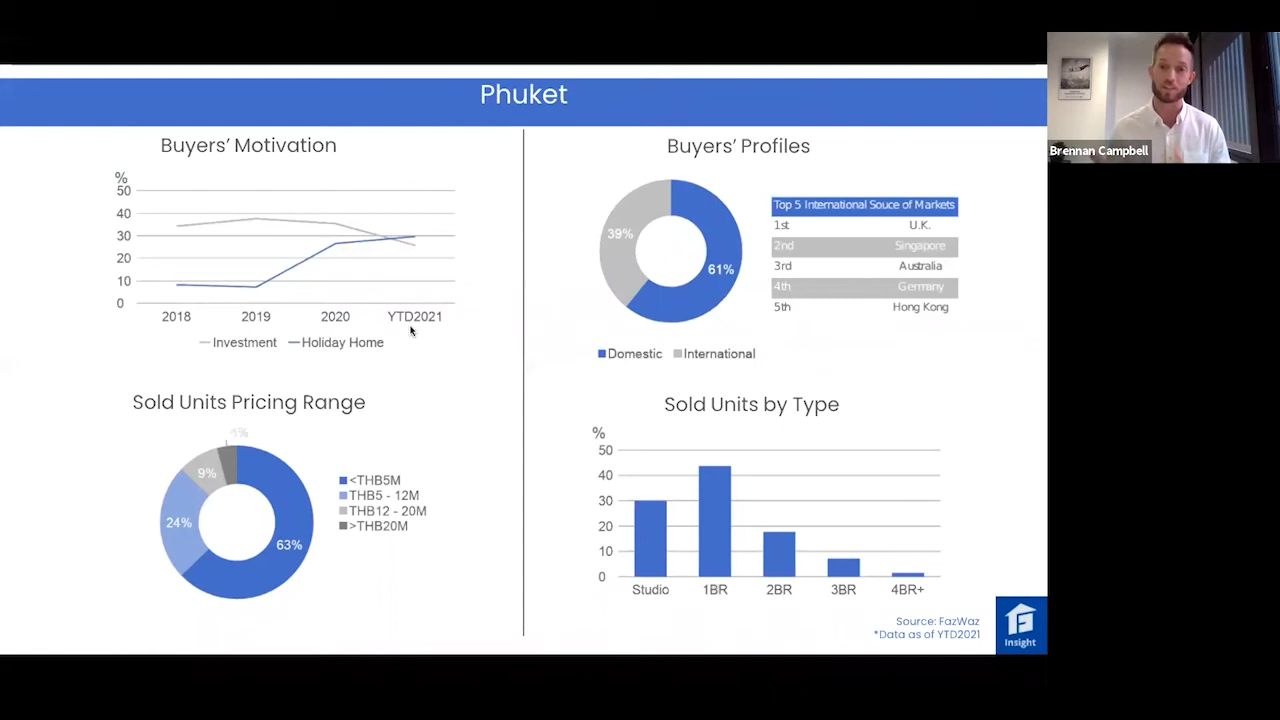 Phuket
Buyers' Motivation
%
50
40
30
20
10
0
2018 2019 2020 YTD2021
Investment Holiday Home
Buyers' Profiles
39%
61%
Domestic International
Top 5 International Souce of Markets
1st U.K.
2nd Singapore
3rd Australia
4th Germany
5th Hong Kong
Sold Units Pricing Range
9%
24%
63%
<THB5M
THB5 - 12M
THB12 - 20M
>THB20M
Sold Units by Type
%
50
40
30
20
10
0
Studio 1BR 2BR 3BR 4BR+
Source: FazWaz
*Data as of YTD2021
Insight
Brennan Campbell